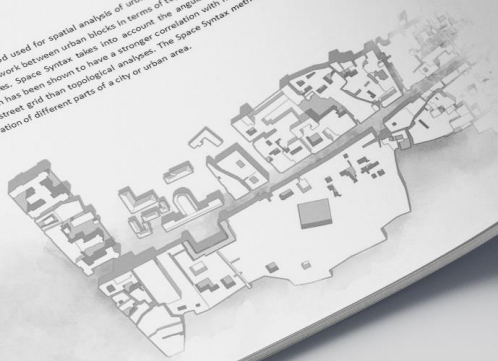 d used for spatial analysis of urb
work between urban blocks in terms of to
es. Space Syntax takes into account the angu
n has been shown to have a stronger correlation with
street grid than topological analyses. The Space Syntax meth
ation of different parts of a city or urban area.